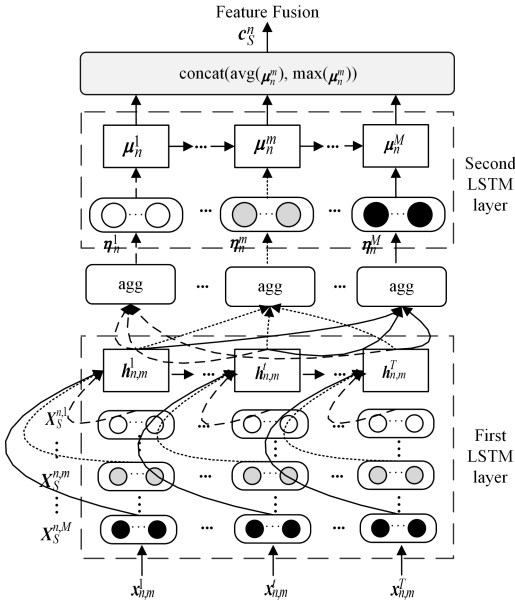 Feature Fusion
c_S^n
concat(avg(μ_n^m), max(μ_n^m))
μ_n^1 ... μ_n^m ... μ_n^M
Second
LSTM
layer
... ...
η_n^1 η_n^m η_n^M
agg ... agg ... agg
h_{n,m}^1 ... h_{n,m}^t ... h_{n,m}^T
X_S^{n,1}
X_S^{n,m}
X_S^{n,M}
First
LSTM
layer
x_{n,m}^1 x_{n,m}^t x_{n,m}^T